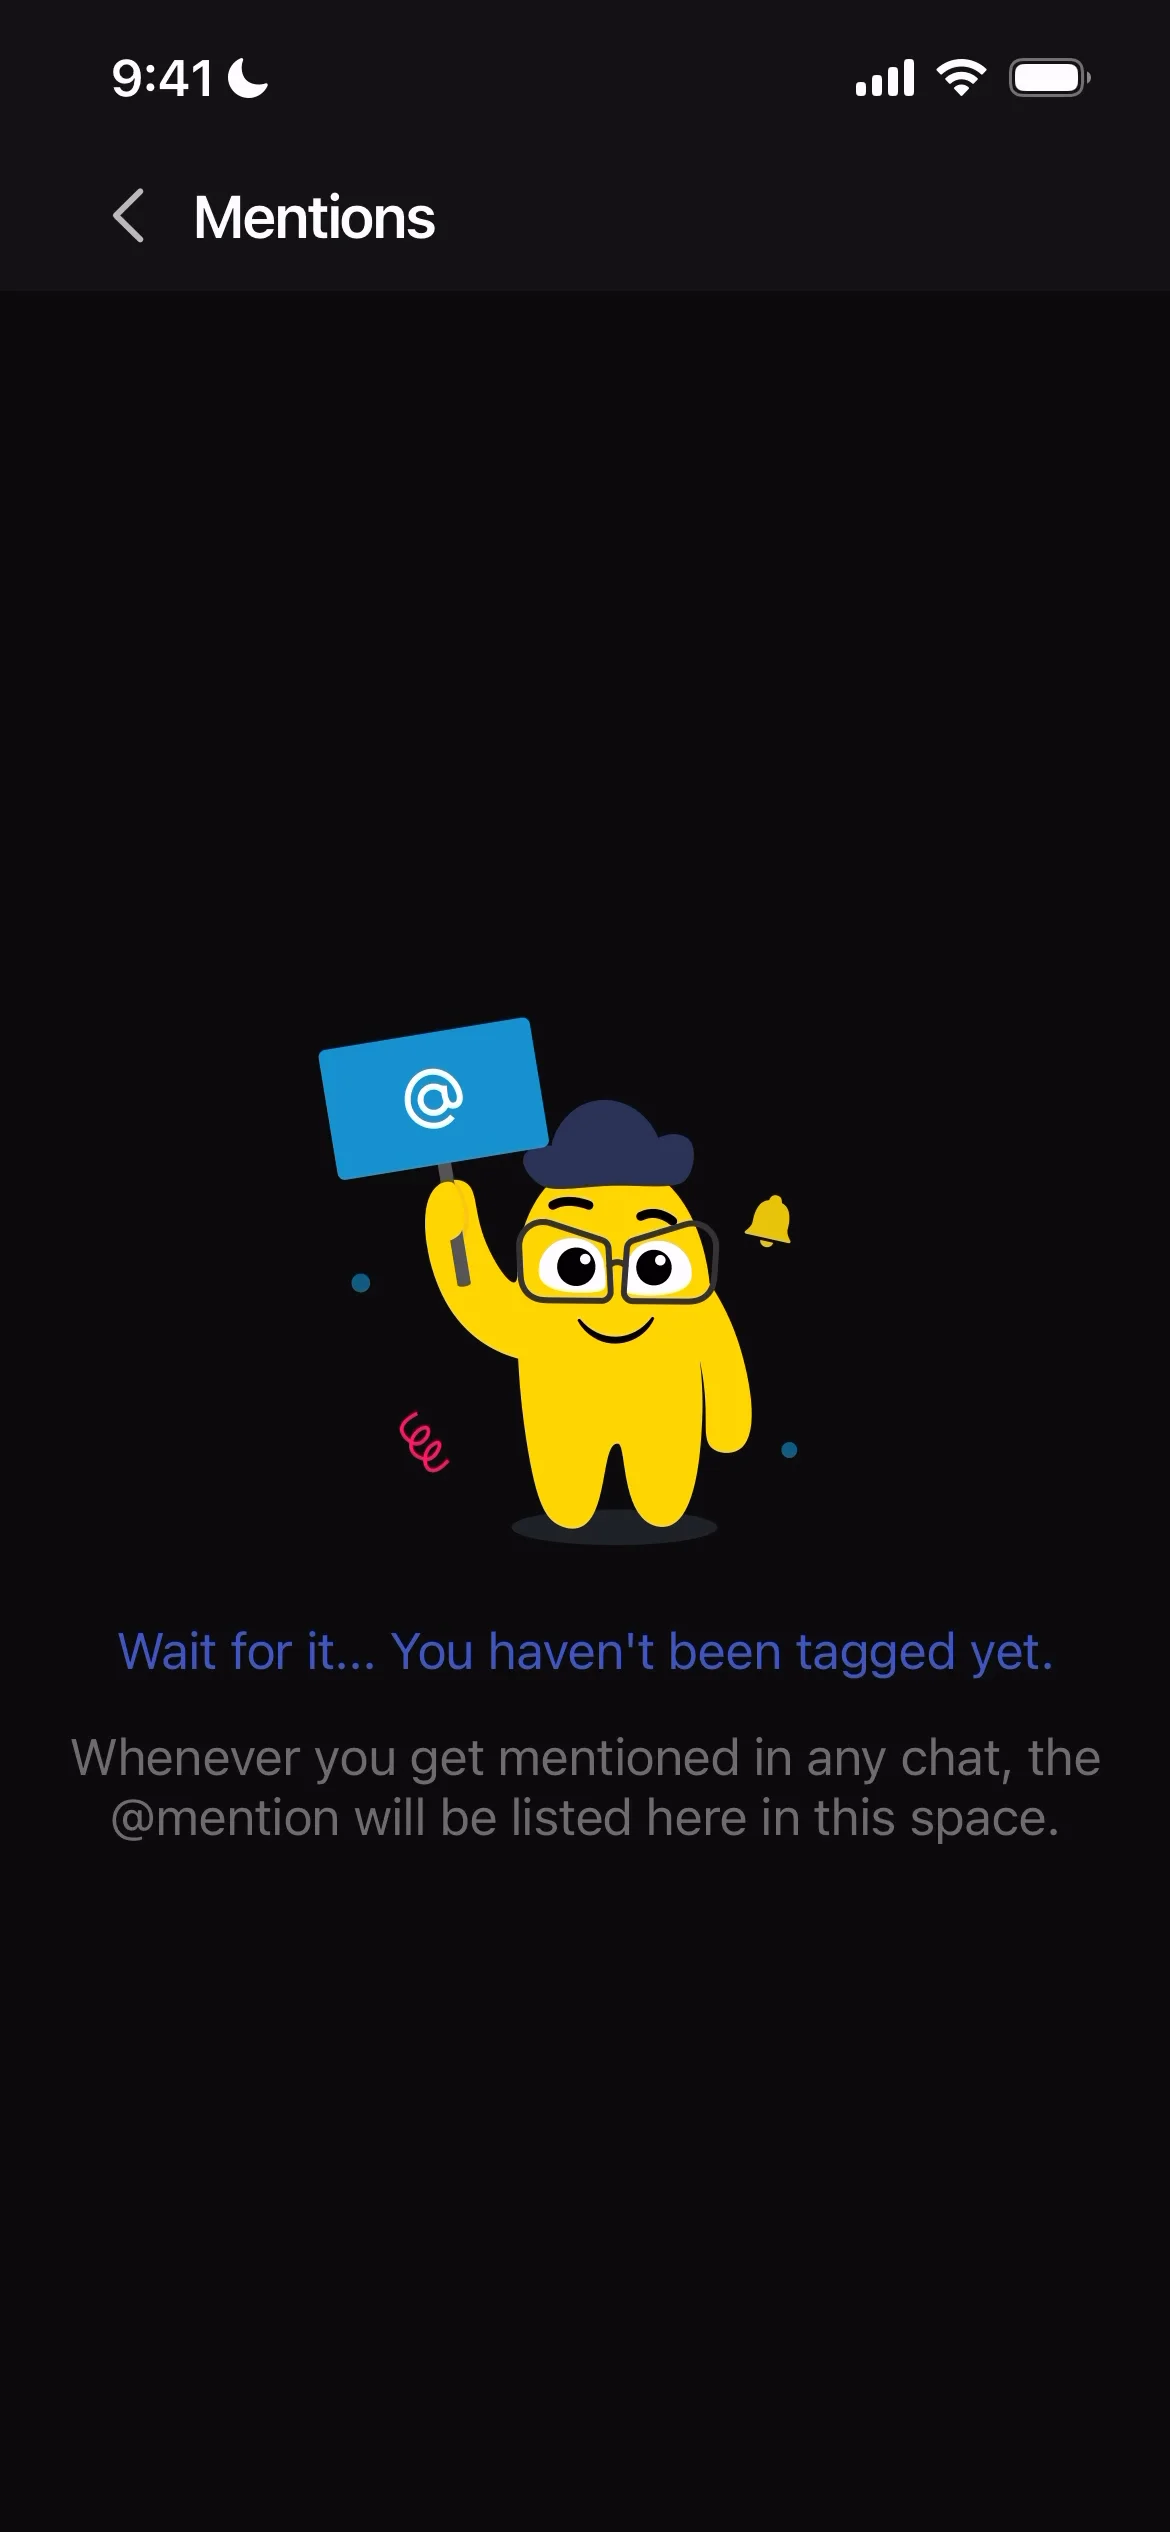 9:41
Mentions
@
Wait for it... You haven't been tagged yet.
Whenever you get mentioned in any chat, the
@mention will be listed here in this space.